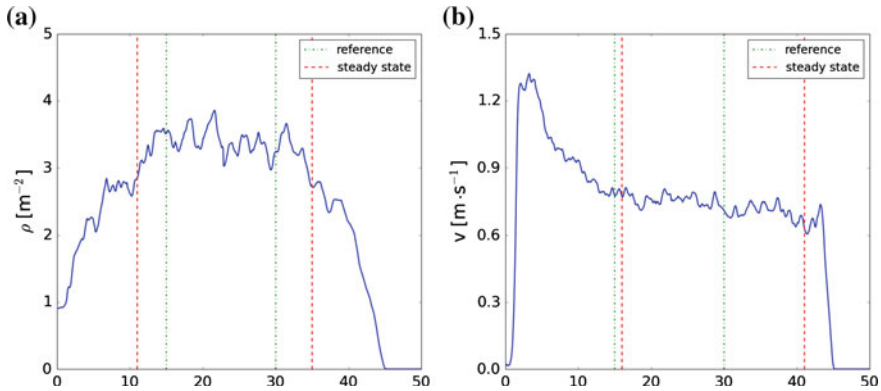 (a)
ρ [m⁻²]
5
4
3
2
1
0
0 10 20 30 40 50
reference
steady state
(b)
v [m·s⁻¹]
1.5
1.2
0.9
0.6
0.3
0.0
0 10 20 30 40 50
reference
steady state